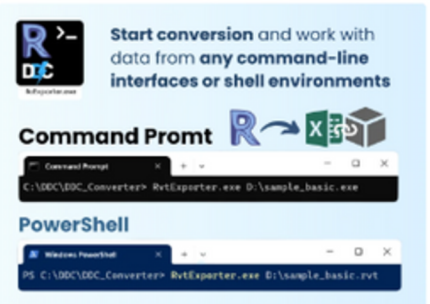 R >-
DDC
RvtExporter.exe
Start conversion and work with
data from any command-line
interfaces or shell environments
Command Promt
Command Prompt
C:\DDC\DDC_Converter> RvtExporter.exe D:\sample_basic.exe
PowerShell
Windows PowerShell
PS C:\DDC\DDC_Converter> RvtExporter.exe D:\sample_basic.rvt